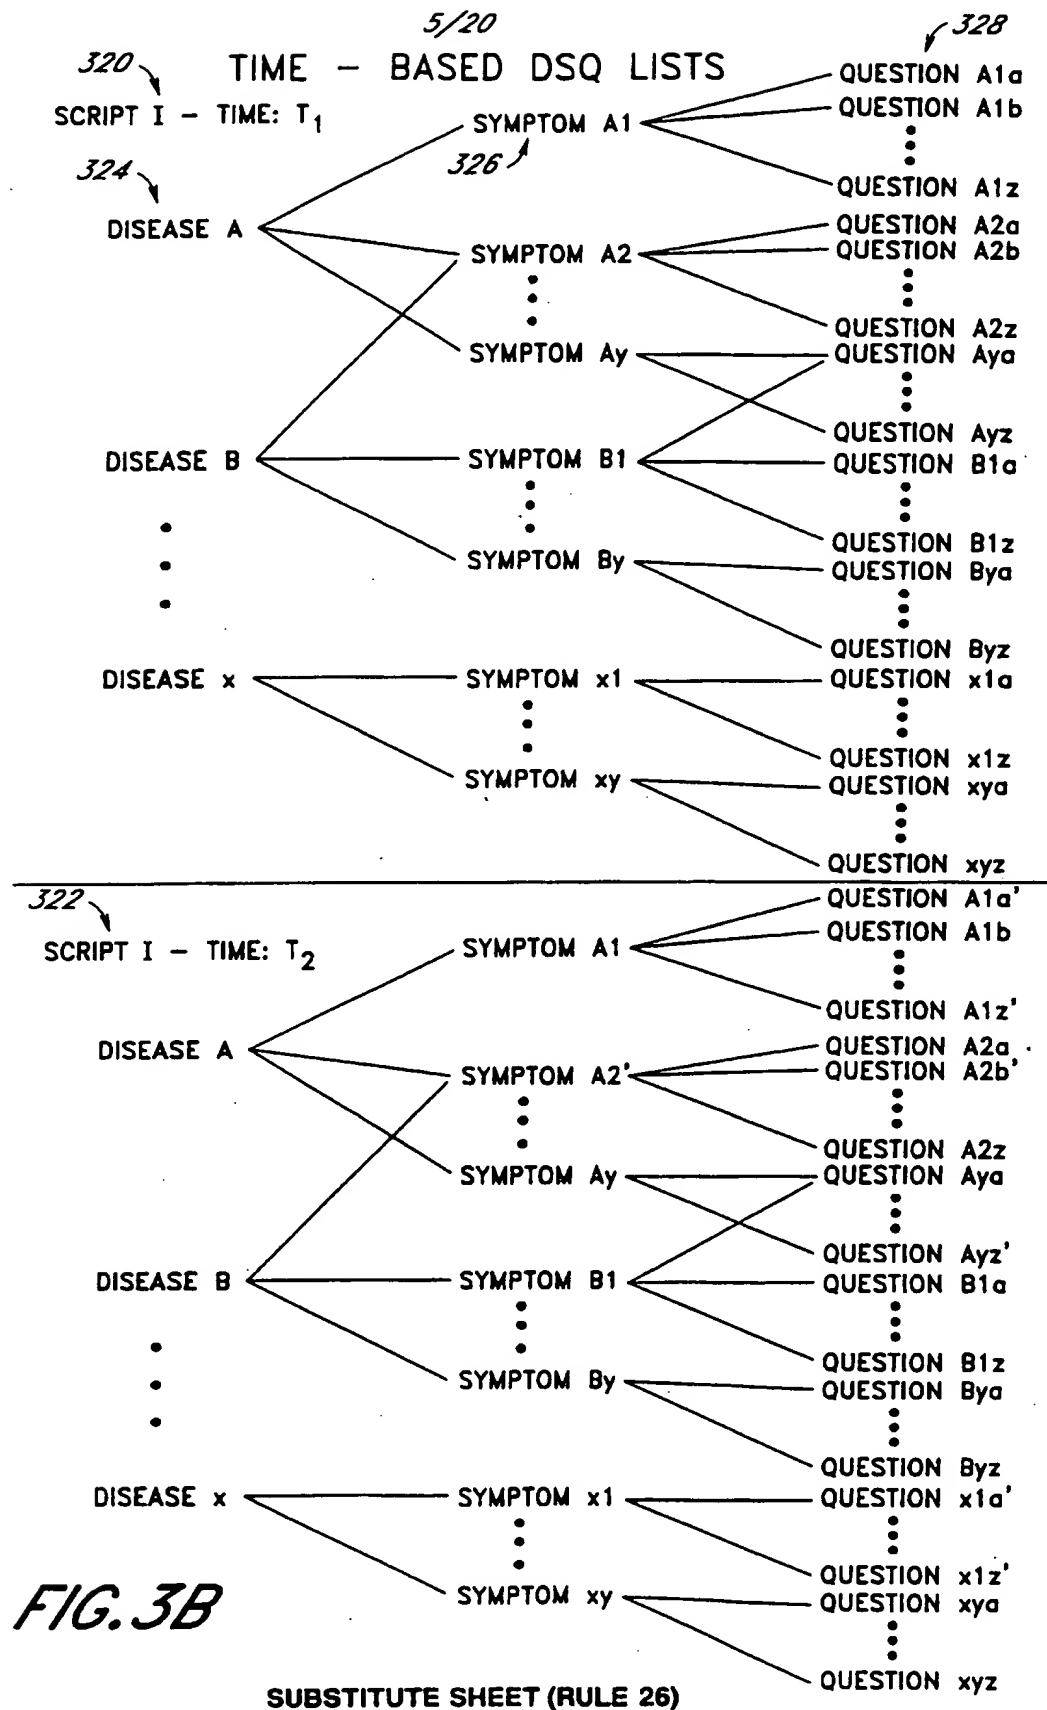 5/20
TIME – BASED DSQ LISTS
320
328
SCRIPT I – TIME: T1
324
326
DISEASE A
SYMPTOM A1
QUESTION A1a
QUESTION A1b
QUESTION A1z
SYMPTOM A2
QUESTION A2a
QUESTION A2b
QUESTION A2z
SYMPTOM Ay
QUESTION Aya
QUESTION Ayz
DISEASE B
SYMPTOM B1
QUESTION B1a
QUESTION B1z
SYMPTOM By
QUESTION Bya
QUESTION Byz
DISEASE x
SYMPTOM x1
QUESTION x1a
QUESTION x1z
SYMPTOM xy
QUESTION xya
QUESTION xyz
322
SCRIPT I – TIME: T2
DISEASE A
SYMPTOM A1
QUESTION A1a'
QUESTION A1b
QUESTION A1z'
SYMPTOM A2'
QUESTION A2a
QUESTION A2b'
QUESTION A2z
SYMPTOM Ay
QUESTION Aya
QUESTION Ayz'
DISEASE B
SYMPTOM B1
QUESTION B1a
QUESTION B1z
SYMPTOM By
QUESTION Bya
QUESTION Byz
DISEASE x
SYMPTOM x1
QUESTION x1a'
QUESTION x1z'
SYMPTOM xy
QUESTION xya
QUESTION xyz
FIG. 3B
SUBSTITUTE SHEET (RULE 26)